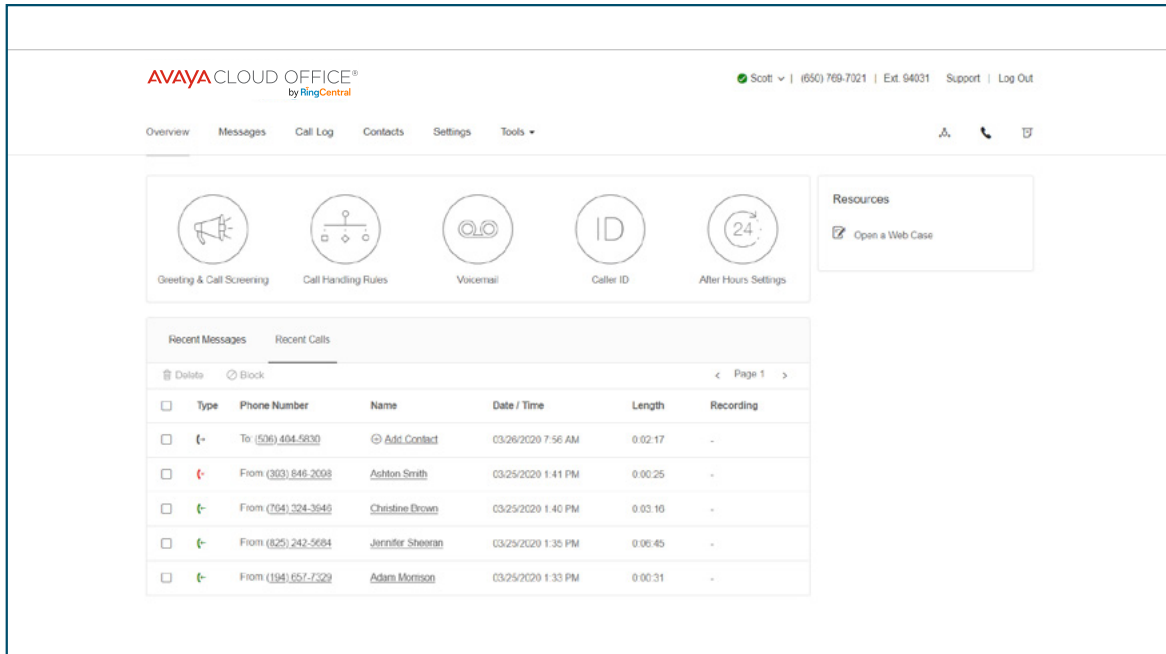 AVAYA CLOUD OFFICE®
by RingCentral
Scott | (650) 769-7021 | Ext. 94031 Support | Log Out
Overview Messages Call Log Contacts Settings Tools
ID 24
Greeting & Call Screening Call Handling Rules Voicemail Caller ID After Hours Settings
Resources
Open a Web Case
Recent Messages Recent Calls
Delete Block < Page 1 >
Type Phone Number Name Date / Time Length Recording
To: (506) 404-5830 Add Contact 03/26/2020 7:56 AM 0:02:17 -
From: (303) 846-2098 Ashton Smith 03/25/2020 1:41 PM 0:00:25 -
From: (764) 324-3946 Christine Brown 03/25/2020 1:40 PM 0:03:16 -
From: (825) 242-5684 Jennifer Sheeran 03/25/2020 1:35 PM 0:06:45 -
From: (194) 657-7329 Adam Morrison 03/25/2020 1:33 PM 0:00:31 -